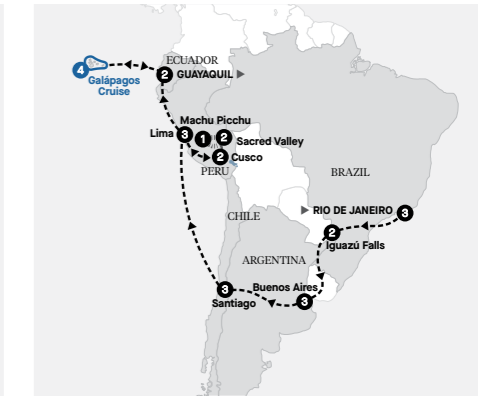 ECUADOR
4
2
GUAYAQUIL
Galápagos
Cruise
Machu Picchu
Lima
3
1
2
Sacred Valley
2
Cusco
PERU
BRAZIL
CHILE
RIO DE JANEIRO
3
2
Iguazú Falls
ARGENTINA
Buenos Aires
3
3
Santiago